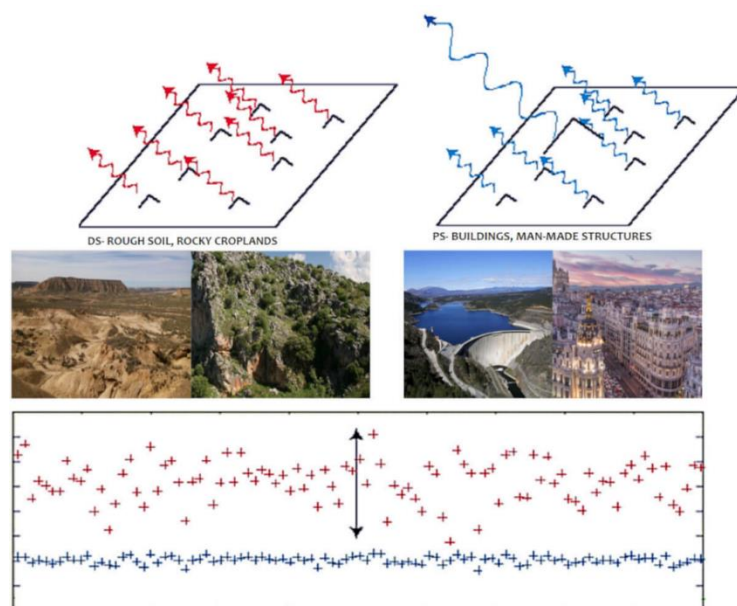 DS- ROUGH SOIL, ROCKY CROPLANDS
PS- BUILDINGS, MAN-MADE STRUCTURES